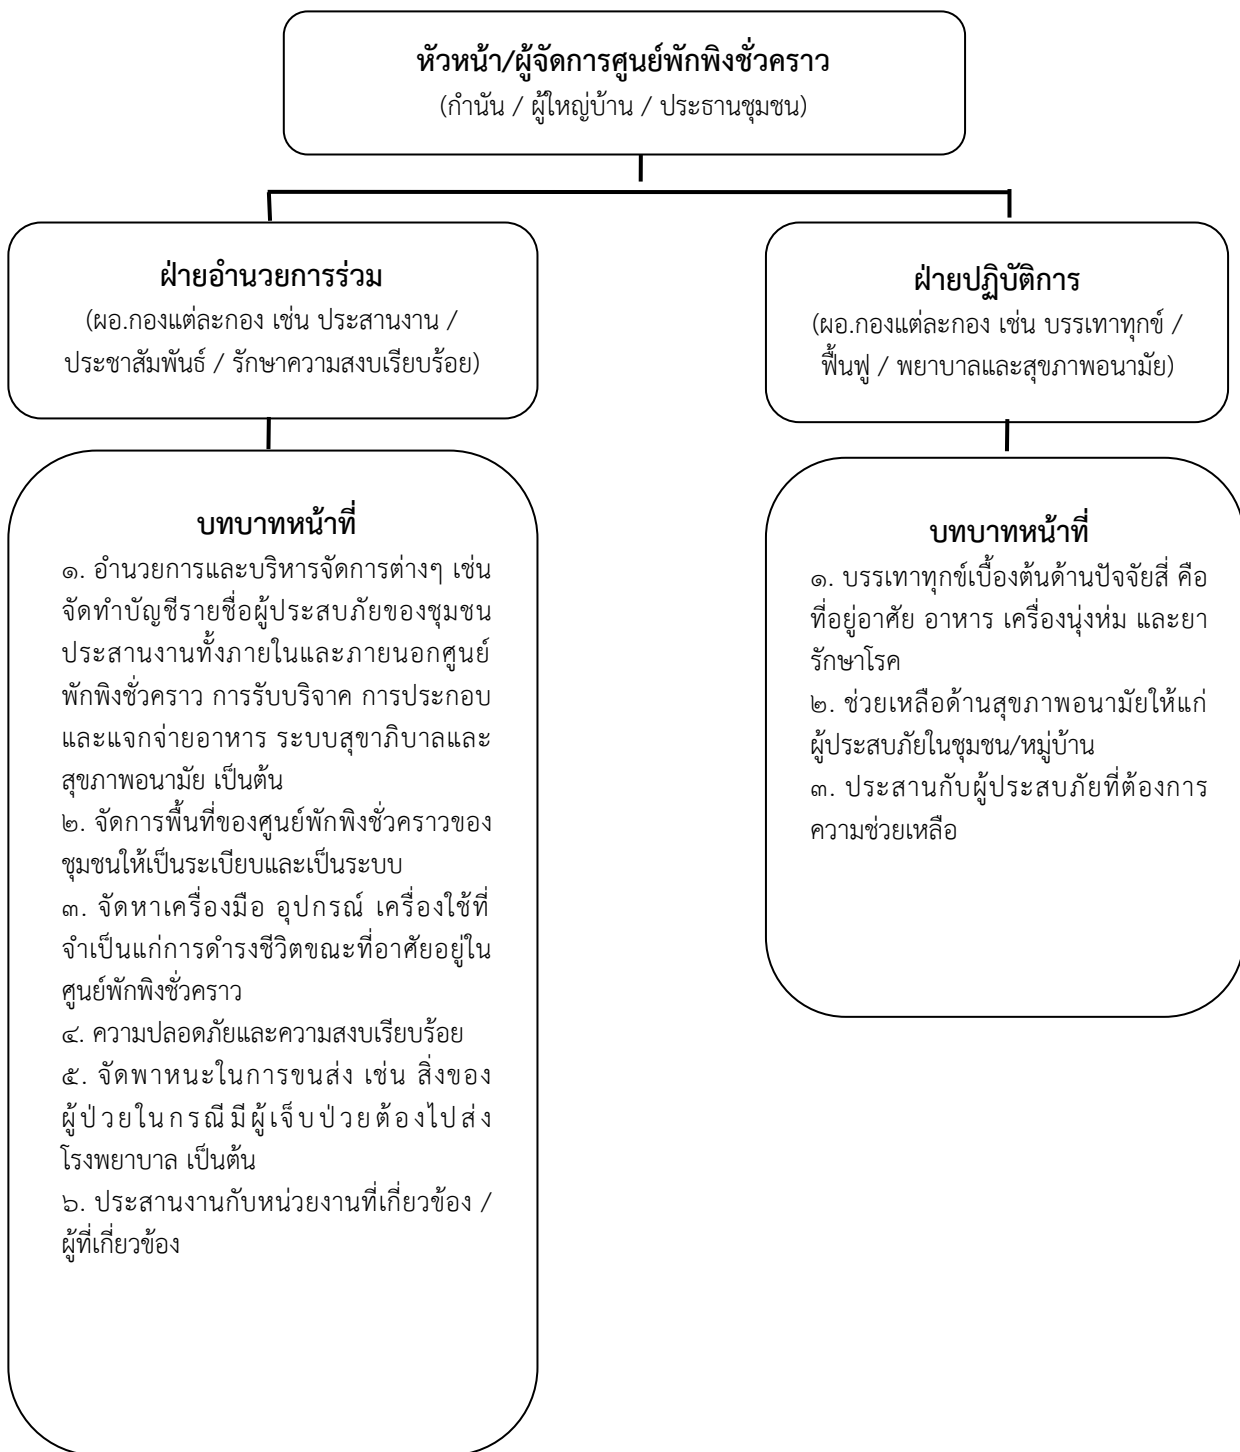 หัวหน้า/ผู้จัดการศูนย์พักพิงชั่วคราว
(กำนัน / ผู้ใหญ่บ้าน / ประธานชุมชน)
ฝ่ายอำนวยการร่วม
(ผอ.กองแต่ละกอง เช่น ประสานงาน /
ประชาสัมพันธ์ / รักษาความสงบเรียบร้อย)
ฝ่ายปฏิบัติการ
(ผอ.กองแต่ละกอง เช่น บรรเทาทุกข์ /
ฟื้นฟู / พยาบาลและสุขภาพอนามัย)
บทบาทหน้าที่
๑. อำนวยการและบริหารจัดการต่างๆ เช่น
จัดทำบัญชีรายชื่อผู้ประสบภัยของชุมชน
ประสานงานทั้งภายในและภายนอกศูนย์
พักพิงชั่วคราว การรับบริจาค การประกอบ
และแจกจ่ายอาหาร ระบบสุขาภิบาลและ
สุขภาพอนามัย เป็นต้น
๒. จัดการพื้นที่ของศูนย์พักพิงชั่วคราวของ
ชุมชนให้เป็นระเบียบและเป็นระบบ
๓. จัดหาเครื่องมือ อุปกรณ์ เครื่องใช้ที่
จำเป็นแก่การดำรงชีวิตขณะที่อาศัยอยู่ใน
ศูนย์พักพิงชั่วคราว
๔. ความปลอดภัยและความสงบเรียบร้อย
๕. จัดพาหนะในการขนส่ง เช่น สิ่งของ
ผู้ป่วยในกรณีมีผู้เจ็บป่วยต้องไปส่ง
โรงพยาบาล เป็นต้น
๖. ประสานงานกับหน่วยงานที่เกี่ยวข้อง /
ผู้ที่เกี่ยวข้อง
บทบาทหน้าที่
๑. บรรเทาทุกข์เบื้องต้นด้านปัจจัยสี่ คือ
ที่อยู่อาศัย อาหาร เครื่องนุ่งห่ม และยา
รักษาโรค
๒. ช่วยเหลือด้านสุขภาพอนามัยให้แก่
ผู้ประสบภัยในชุมชน/หมู่บ้าน
๓. ประสานกับผู้ประสบภัยที่ต้องการ
ความช่วยเหลือ